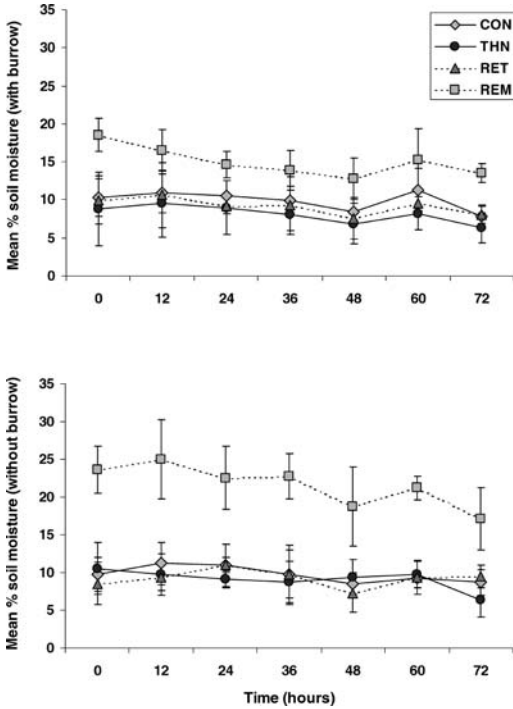 Mean % soil moisture (with burrow)
35
30
25
20
15
10
5
0
0 12 24 36 48 60 72
CON
THN
RET
REM
Mean % soil moisture (without burrow)
35
30
25
20
15
10
5
0
0 12 24 36 48 60 72
Time (hours)